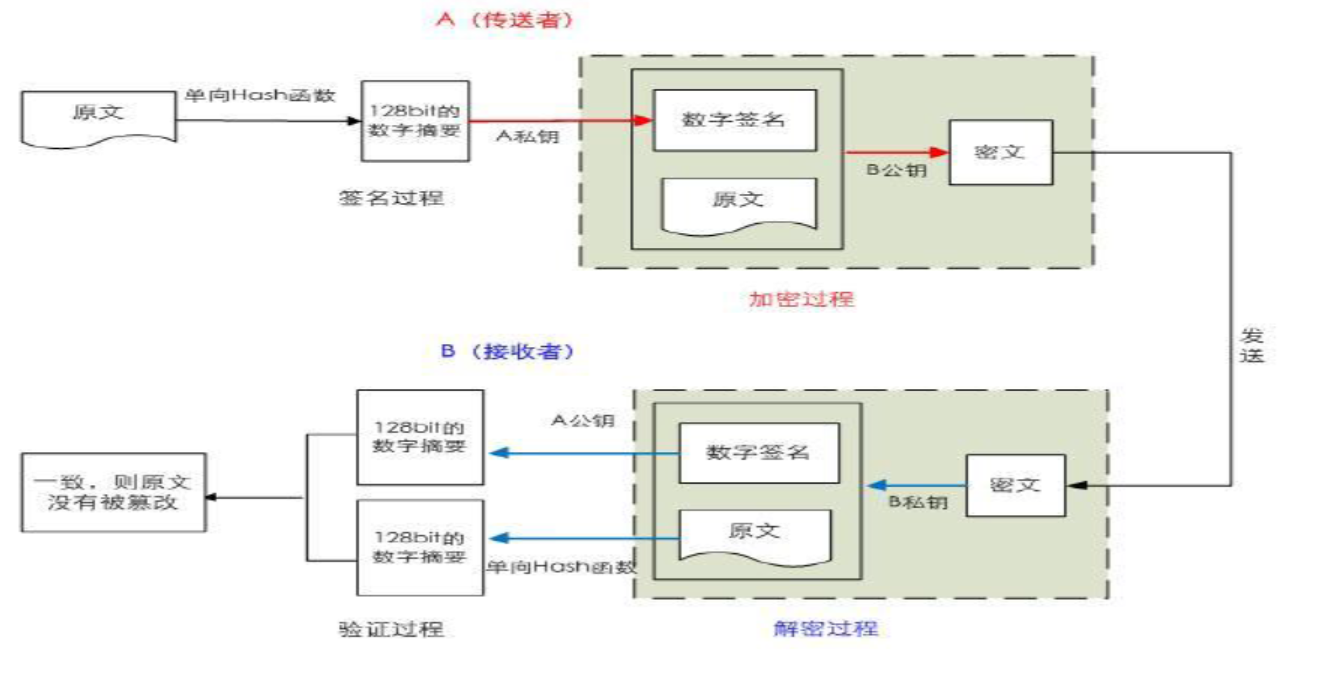 A（传送者）
原文
单向Hash函数
128bit的
数字摘要
A私钥
数字签名
原文
B公钥
密文
签名过程
加密过程
发
送
B（接收者）
128bit的
数字摘要
A公钥
数字签名
密文
B私钥
一致，则原文
没有被篡改
128bit的
数字摘要
单向Hash函数
原文
验证过程
解密过程